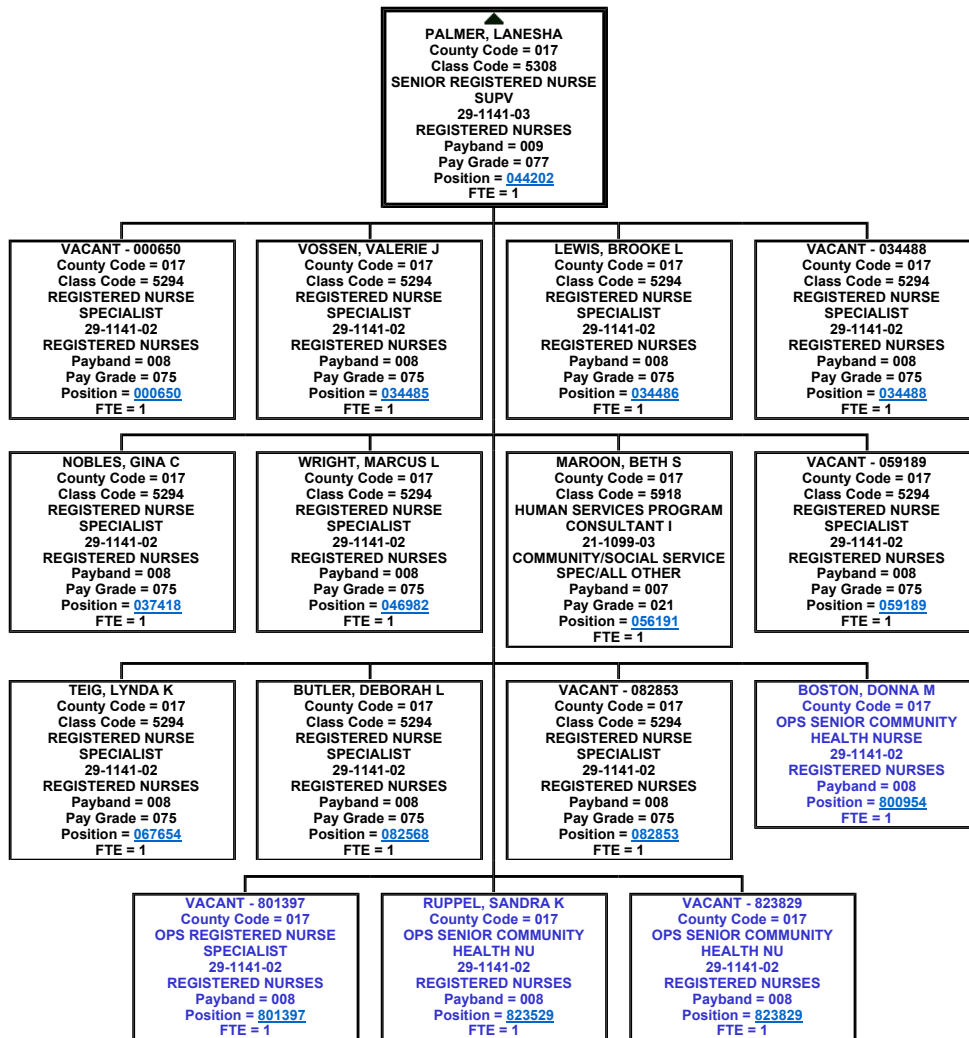 PALMER, LANESHA
County Code = 017
Class Code = 5308
SENIOR REGISTERED NURSE
SUPV
29-1141-03
REGISTERED NURSES
Payband = 009
Pay Grade = 077
Position = 044202
FTE = 1
VACANT - 000650
County Code = 017
Class Code = 5294
REGISTERED NURSE
SPECIALIST
29-1141-02
REGISTERED NURSES
Payband = 008
Pay Grade = 075
Position = 000650
FTE = 1
VOSSEN, VALERIE J
County Code = 017
Class Code = 5294
REGISTERED NURSE
SPECIALIST
29-1141-02
REGISTERED NURSES
Payband = 008
Pay Grade = 075
Position = 034485
FTE = 1
LEWIS, BROOKE L
County Code = 017
Class Code = 5294
REGISTERED NURSE
SPECIALIST
29-1141-02
REGISTERED NURSES
Payband = 008
Pay Grade = 075
Position = 034486
FTE = 1
VACANT - 034488
County Code = 017
Class Code = 5294
REGISTERED NURSE
SPECIALIST
29-1141-02
REGISTERED NURSES
Payband = 008
Pay Grade = 075
Position = 034488
FTE = 1
NOBLES, GINA C
County Code = 017
Class Code = 5294
REGISTERED NURSE
SPECIALIST
29-1141-02
REGISTERED NURSES
Payband = 008
Pay Grade = 075
Position = 037418
FTE = 1
WRIGHT, MARCUS L
County Code = 017
Class Code = 5294
REGISTERED NURSE
SPECIALIST
29-1141-02
REGISTERED NURSES
Payband = 008
Pay Grade = 075
Position = 046982
FTE = 1
MAROON, BETH S
County Code = 017
Class Code = 5918
HUMAN SERVICES PROGRAM
CONSULTANT I
21-1099-03
COMMUNITY/SOCIAL SERVICE
SPEC/ALL OTHER
Payband = 007
Pay Grade = 021
Position = 056191
FTE = 1
VACANT - 059189
County Code = 017
Class Code = 5294
REGISTERED NURSE
SPECIALIST
29-1141-02
REGISTERED NURSES
Payband = 008
Pay Grade = 075
Position = 059189
FTE = 1
TEIG, LYNDA K
County Code = 017
Class Code = 5294
REGISTERED NURSE
SPECIALIST
29-1141-02
REGISTERED NURSES
Payband = 008
Pay Grade = 075
Position = 067654
FTE = 1
BUTLER, DEBORAH L
County Code = 017
Class Code = 5294
REGISTERED NURSE
SPECIALIST
29-1141-02
REGISTERED NURSES
Payband = 008
Pay Grade = 075
Position = 082568
FTE = 1
VACANT - 082853
County Code = 017
Class Code = 5294
REGISTERED NURSE
SPECIALIST
29-1141-02
REGISTERED NURSES
Payband = 008
Pay Grade = 075
Position = 082853
FTE = 1
BOSTON, DONNA M
County Code = 017
OPS SENIOR COMMUNITY
HEALTH NURSE
29-1141-02
REGISTERED NURSES
Payband = 008
Position = 800954
FTE = 1
VACANT - 801397
County Code = 017
OPS REGISTERED NURSE
SPECIALIST
29-1141-02
REGISTERED NURSES
Payband = 008
Position = 801397
FTE = 1
RUPPEL, SANDRA K
County Code = 017
OPS SENIOR COMMUNITY
HEALTH NU
29-1141-02
REGISTERED NURSES
Payband = 008
Position = 823529
FTE = 1
VACANT - 823829
County Code = 017
OPS SENIOR COMMUNITY
HEALTH NU
29-1141-02
REGISTERED NURSES
Payband = 008
Position = 823829
FTE = 1